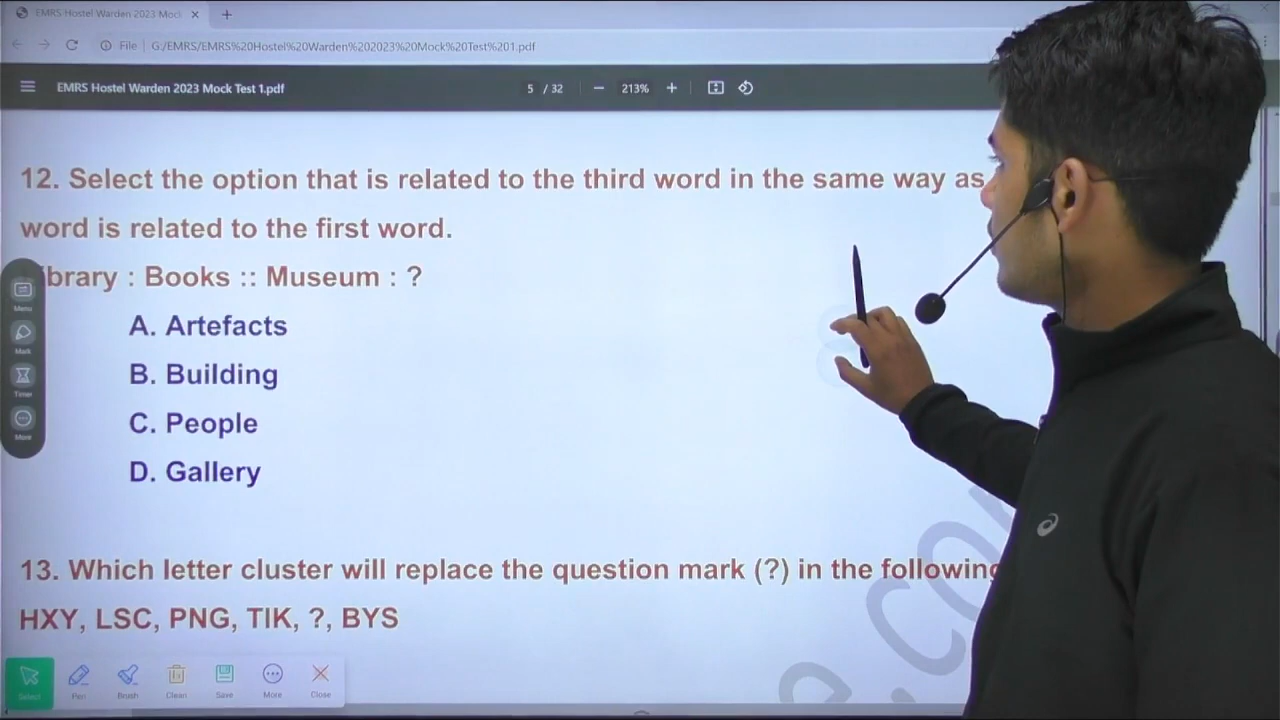 EMRS Hostel Warden 2023 Mock
File G:/EMRS/EMRS%20Hostel%20Warden%202023%20Mock%20Test%201.pdf
EMRS Hostel Warden 2023 Mock Test 1.pdf 5 / 32 213%
12. Select the option that is related to the third word in the same way as
word is related to the first word.
ibrary : Books :: Museum : ?
A. Artefacts
B. Building
C. People
D. Gallery
13. Which letter cluster will replace the question mark (?) in the following
HXY, LSC, PNG, TIK, ?, BYS
Menu
Mark
Timer
More
Select Pen Brush Clean Save More Close
e.co